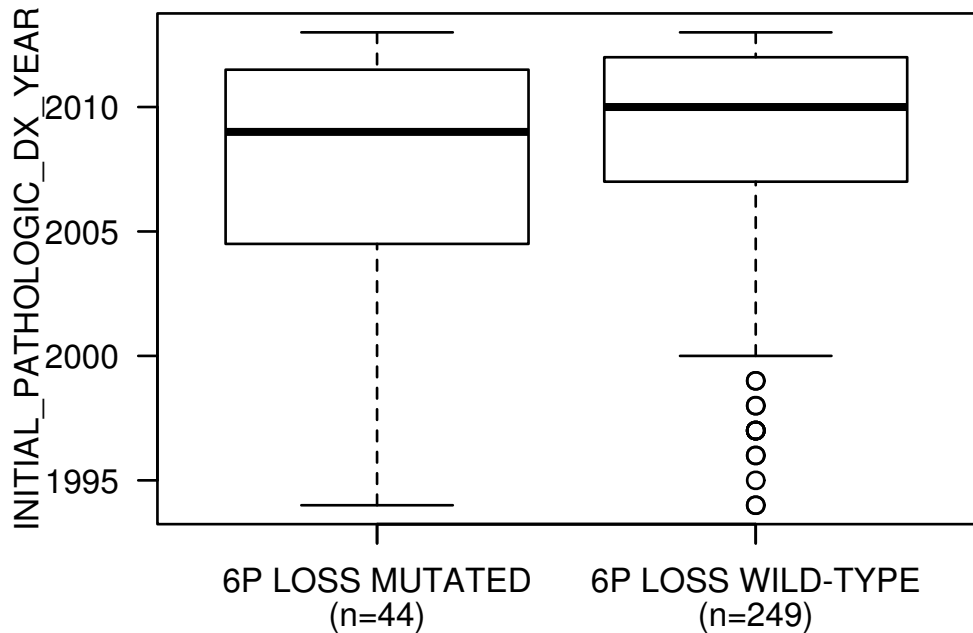 INITIAL_PATHOLOGIC_DX_YEAR
2010
2005
2000
1995
6P LOSS MUTATED
(n=44)
6P LOSS WILD-TYPE
(n=249)